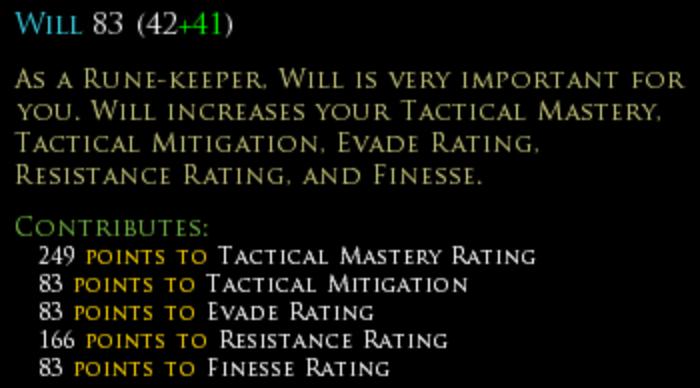 Will 83 (42+41)
As a Rune-keeper, Will is very important for
you. Will increases your Tactical Mastery,
Tactical Mitigation, Evade Rating,
Resistance Rating, and Finesse.
Contributes:
249 points to Tactical Mastery Rating
83 points to Tactical Mitigation
83 points to Evade Rating
166 points to Resistance Rating
83 points to Finesse Rating